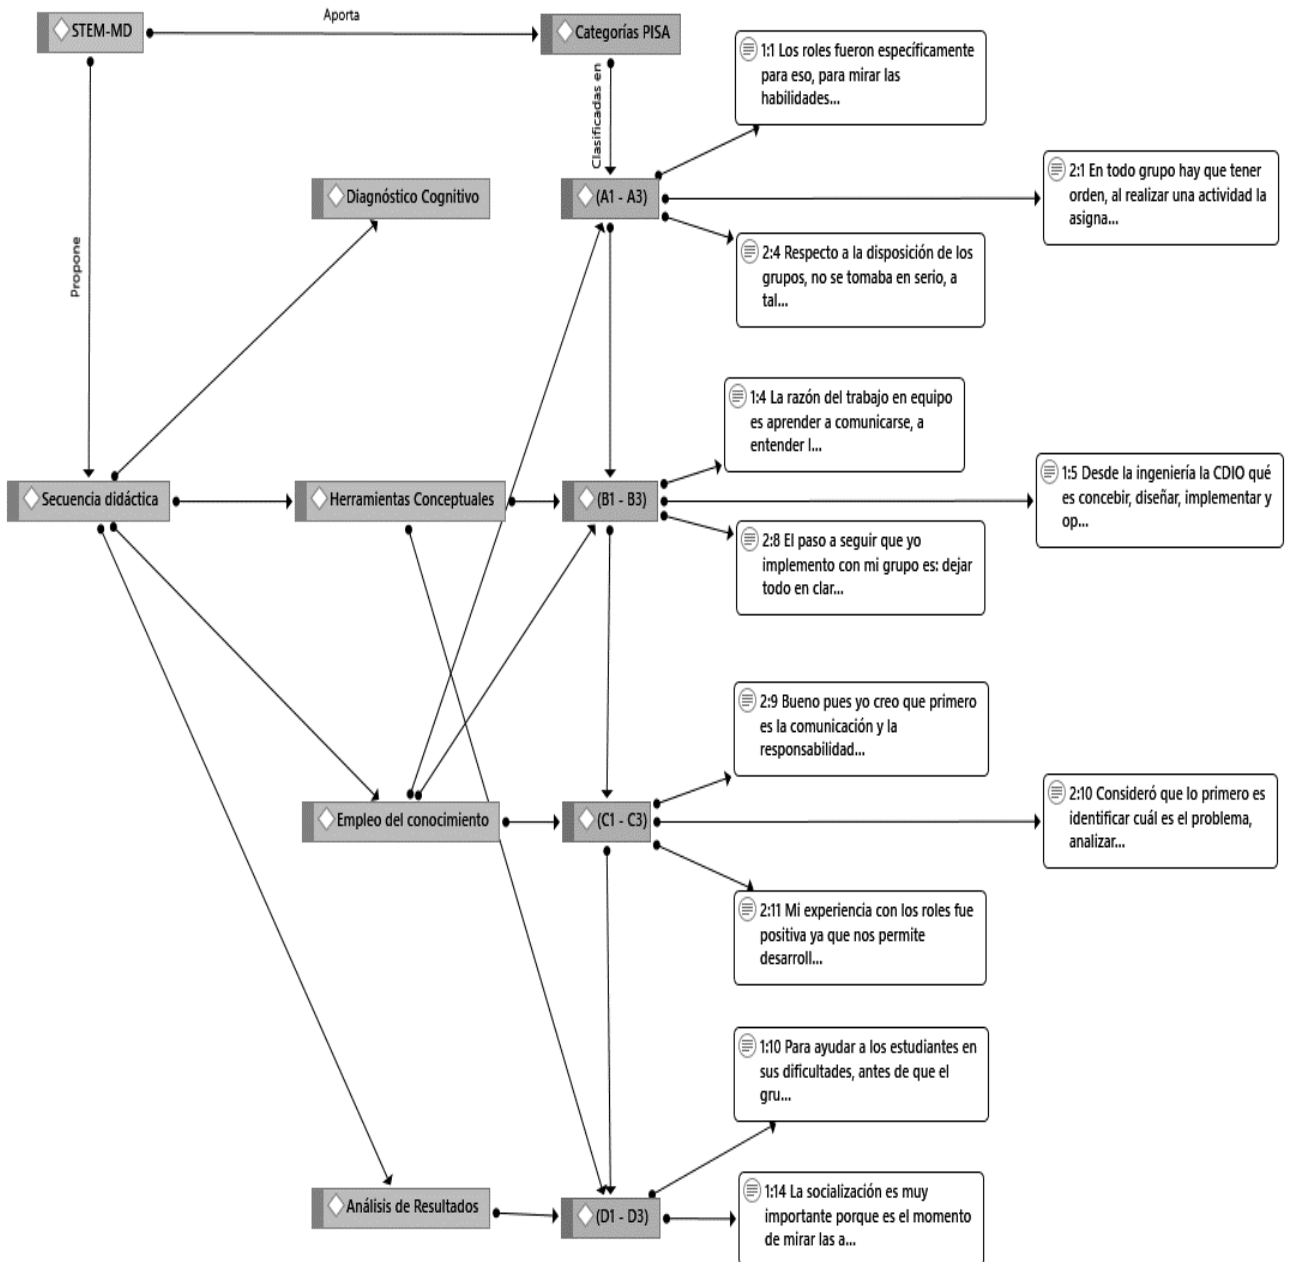 Aporta
STEM-MD
Categorías PISA
1:1 Los roles fueron específicamente
para eso, para mirar las
habilidades...
Clasificadas en
Propone
Diagnóstico Cognitivo
(A1 - A3)
2:1 En todo grupo hay que tener
orden, al realizar una actividad la
asigna...
2:4 Respecto a la disposición de los
grupos, no se tomaba en serio, a
tal...
1:4 La razón del trabajo en equipo
es aprender a comunicarse, a
entender l...
Secuencia didáctica
Herramientas Conceptuales
(B1 - B3)
1:5 Desde la ingeniería la CDIO qué
es concebir, diseñar, implementar y
op...
2:8 El paso a seguir que yo
implemento con mi grupo es: dejar
todo en clar...
2:9 Bueno pues yo creo que primero
es la comunicación y la
responsabilidad...
Empleo del conocimiento
(C1 - C3)
2:10 Consideró que lo primero es
identificar cuál es el problema,
analizar...
2:11 Mi experiencia con los roles fue
positiva ya que nos permite
desarroll...
1:10 Para ayudar a los estudiantes en
sus dificultades, antes de que el
gru...
Análisis de Resultados
(D1 - D3)
1:14 La socialización es muy
importante porque es el momento
de mirar las a...